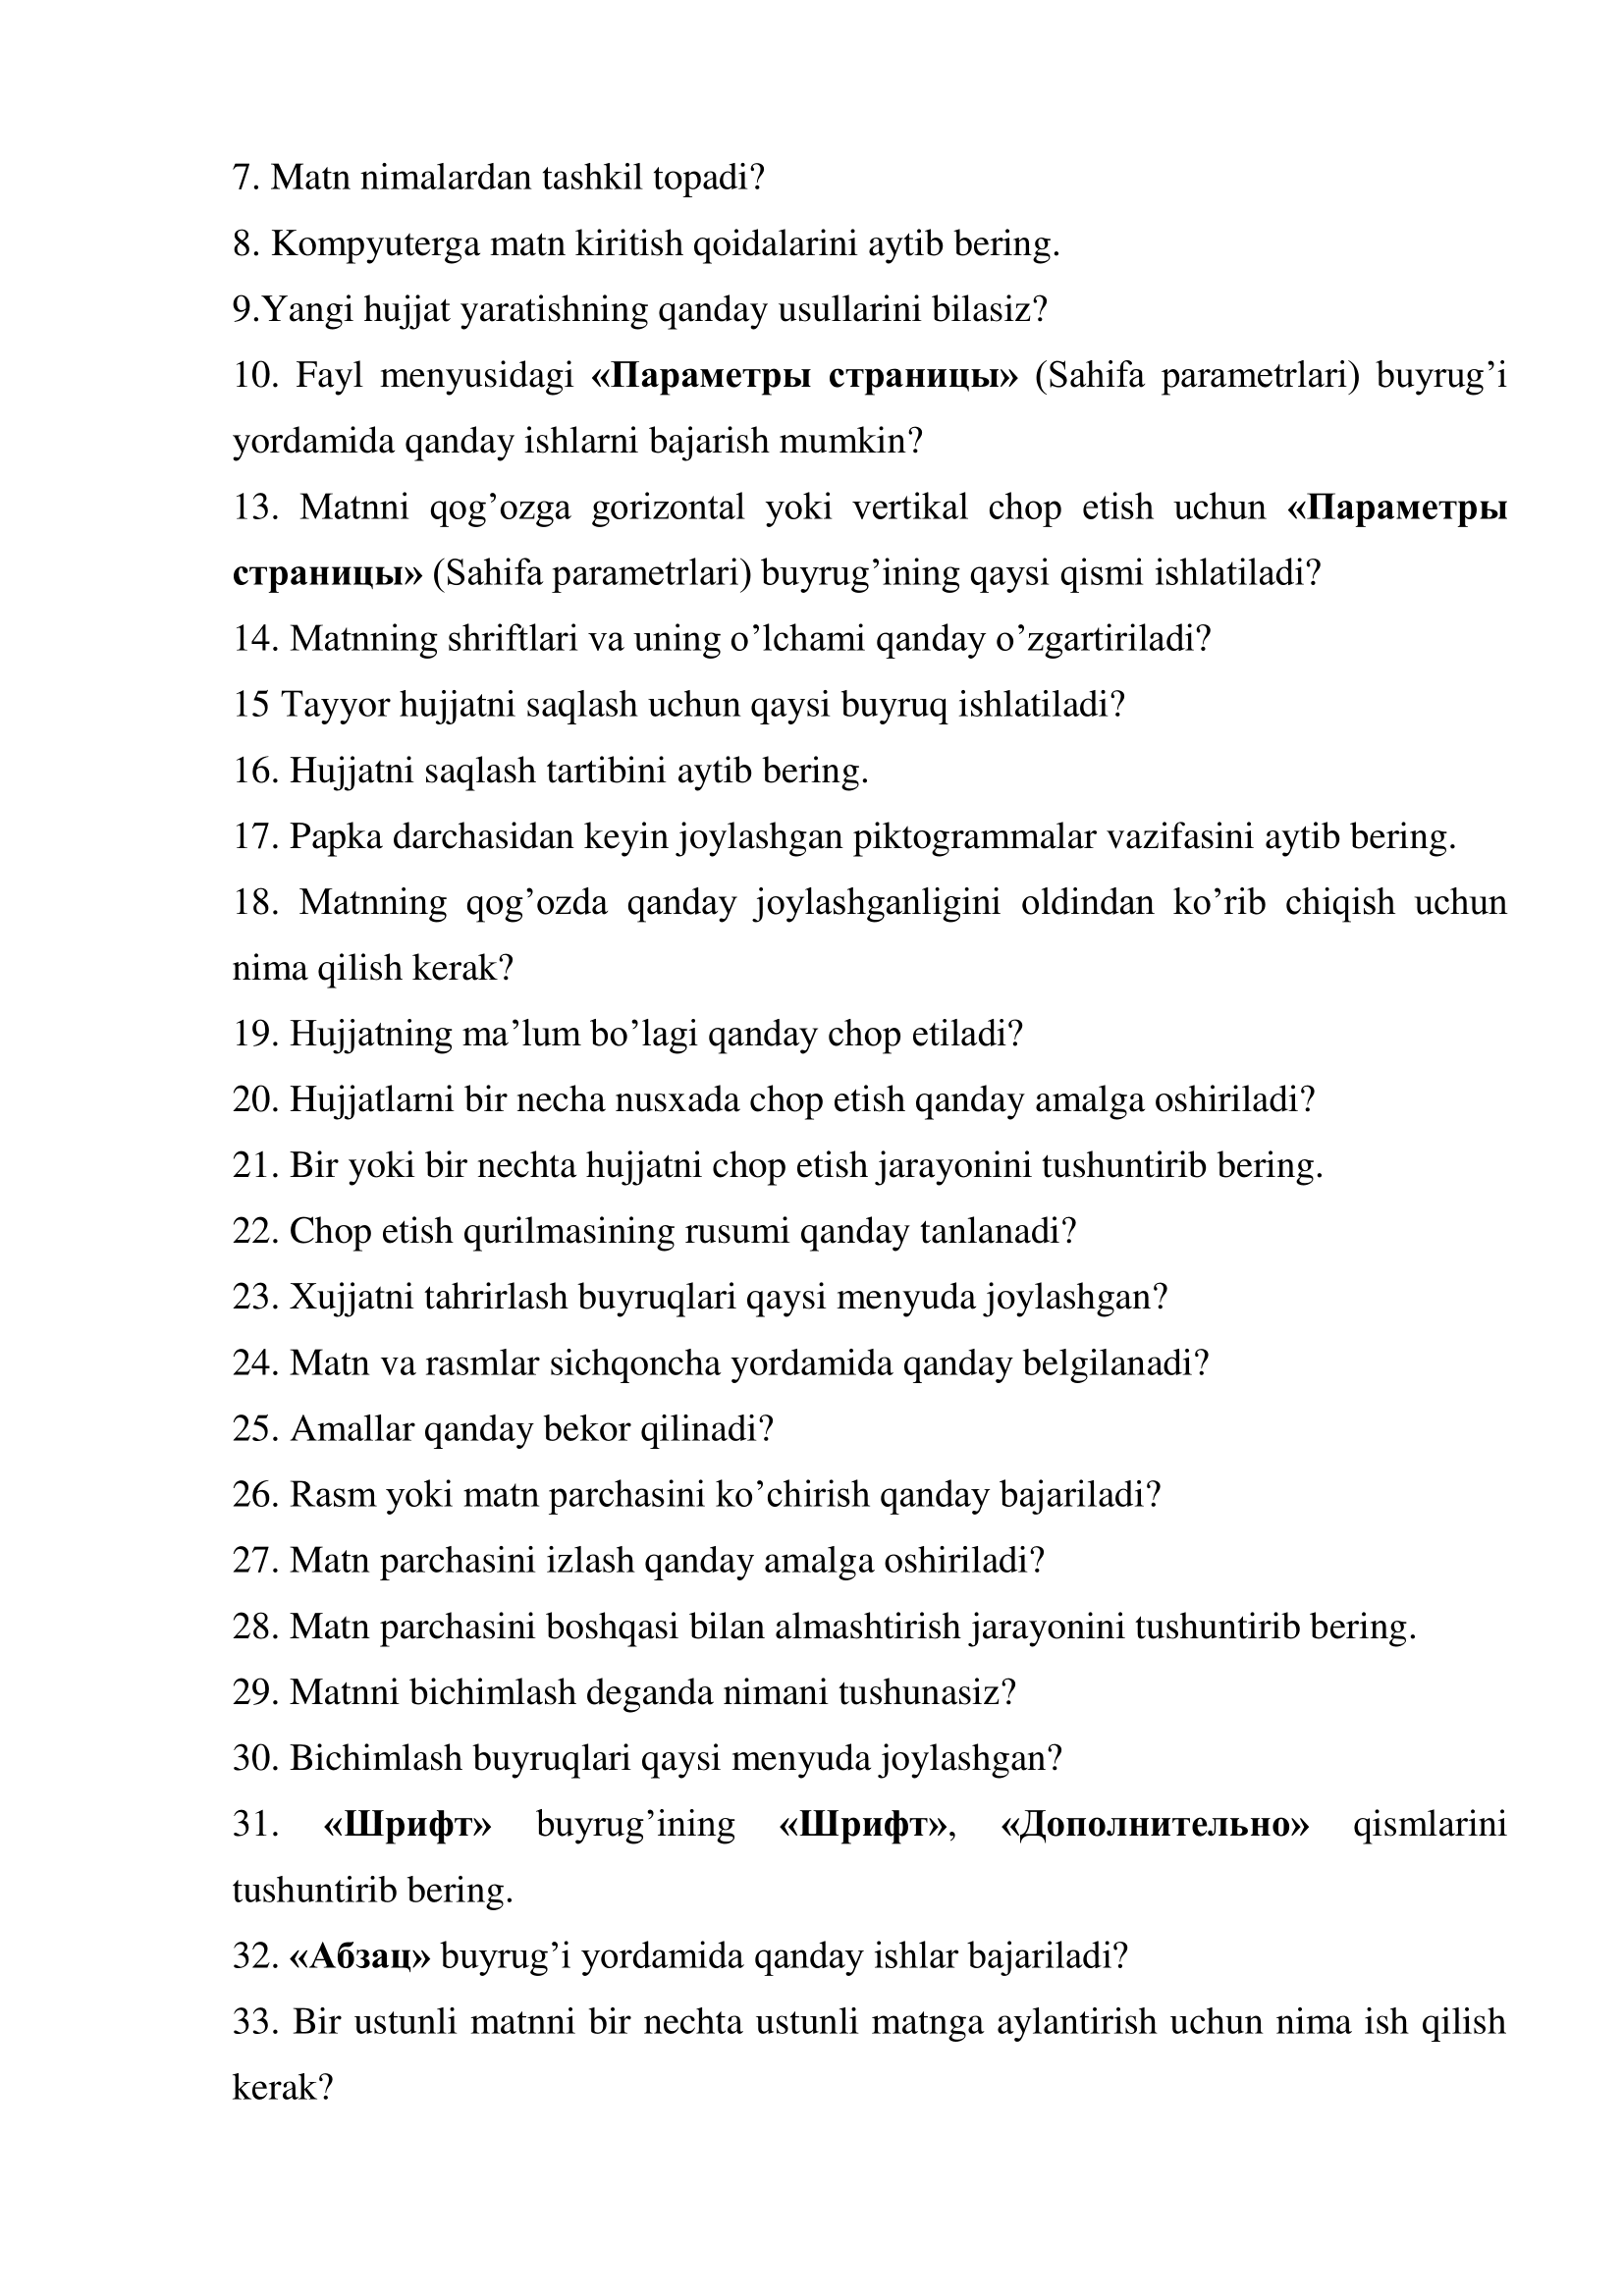 7. Matn nimalardan tashkil topadi?
8. Kompyuterga matn kiritish qoidalarini aytib bering.
9.Yangi hujjat yaratishning qanday usullarini bilasiz?
10. Fayl menyusidagi «Параметры страницы» (Sahifa parametrlari) buyrug’i
yordamida qanday ishlarni bajarish mumkin?
13. Matnni qog’ozga gorizontal yoki vertikal chop etish uchun «Параметры
страницы» (Sahifa parametrlari) buyrug’ining qaysi qismi ishlatiladi?
14. Matnning shriftlari va uning o’lchami qanday o’zgartiriladi?
15 Tayyor hujjatni saqlash uchun qaysi buyruq ishlatiladi?
16. Hujjatni saqlash tartibini aytib bering.
17. Papka darchasidan keyin joylashgan piktogrammalar vazifasini aytib bering.
18. Matnning qog’ozda qanday joylashganligini oldindan ko’rib chiqish uchun
nima qilish kerak?
19. Hujjatning ma’lum bo’lagi qanday chop etiladi?
20. Hujjatlarni bir necha nusxada chop etish qanday amalga oshiriladi?
21. Bir yoki bir nechta hujjatni chop etish jarayonini tushuntirib bering.
22. Chop etish qurilmasining rusumi qanday tanlanadi?
23. Xujjatni tahrirlash buyruqlari qaysi menyuda joylashgan?
24. Matn va rasmlar sichqoncha yordamida qanday belgilanadi?
25. Amallar qanday bekor qilinadi?
26. Rasm yoki matn parchasini ko’chirish qanday bajariladi?
27. Matn parchasini izlash qanday amalga oshiriladi?
28. Matn parchasini boshqasi bilan almashtirish jarayonini tushuntirib bering.
29. Matnni bichimlash deganda nimani tushunasiz?
30. Bichimlash buyruqlari qaysi menyuda joylashgan?
31. «Шрифт» buyrug’ining «Шрифт», «Дополнительно» qismlarini
tushuntirib bering.
32. «Абзац» buyrug’i yordamida qanday ishlar bajariladi?
33. Bir ustunli matnni bir nechta ustunli matnga aylantirish uchun nima ish qilish
kerak?